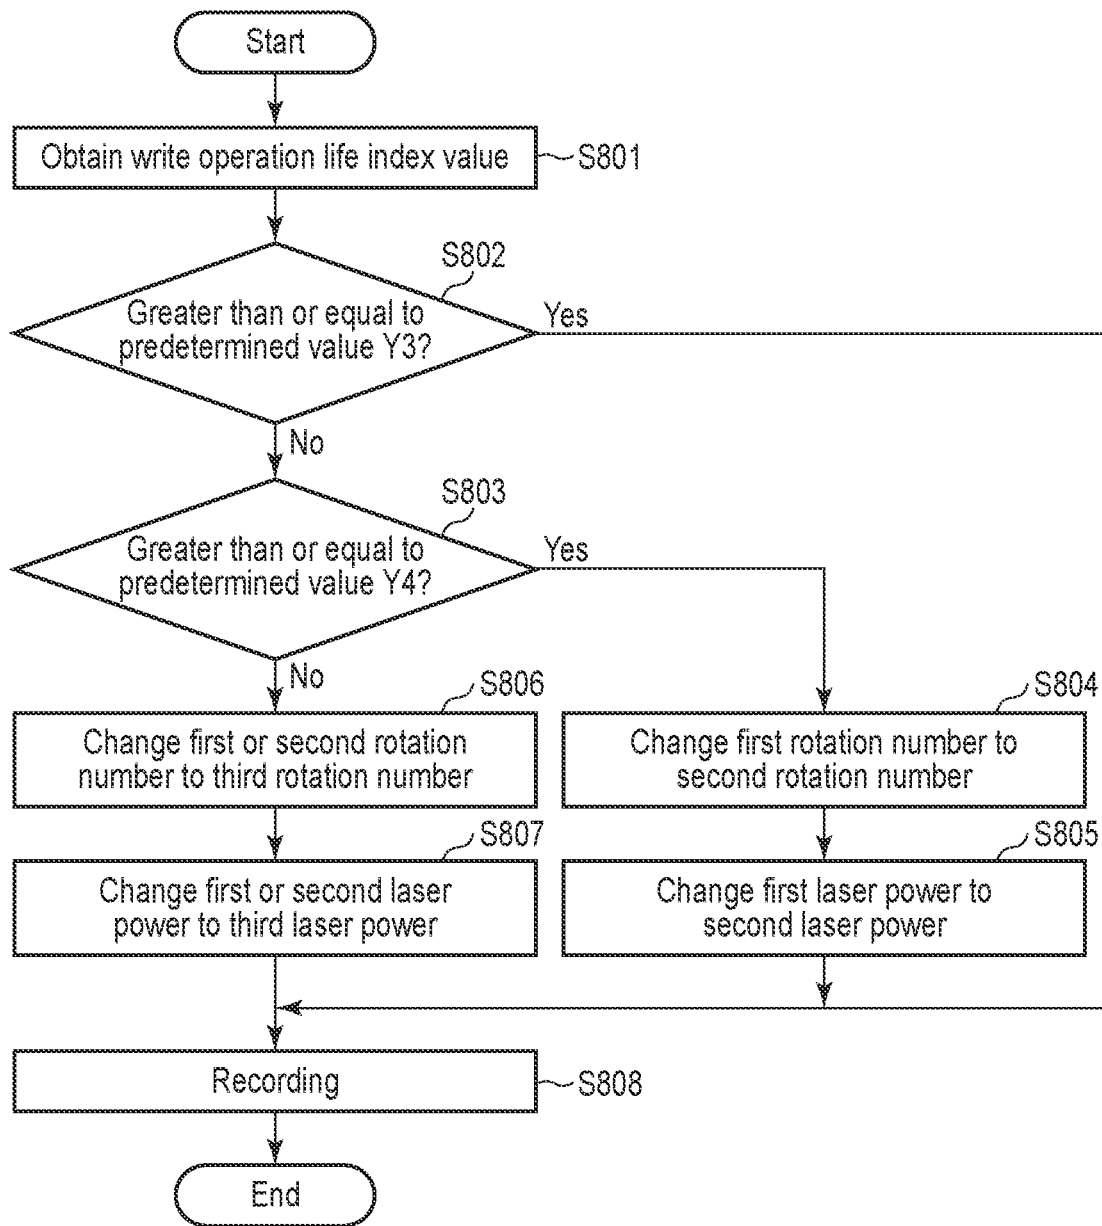 Start
Obtain write operation life index value
S801
S802
Greater than or equal to
predetermined value Y3?
Yes
No
S803
Greater than or equal to
predetermined value Y4?
Yes
No
S806
Change first or second rotation
number to third rotation number
S804
Change first rotation number to
second rotation number
S807
Change first or second laser
power to third laser power
S805
Change first laser power to
second laser power
Recording
S808
End